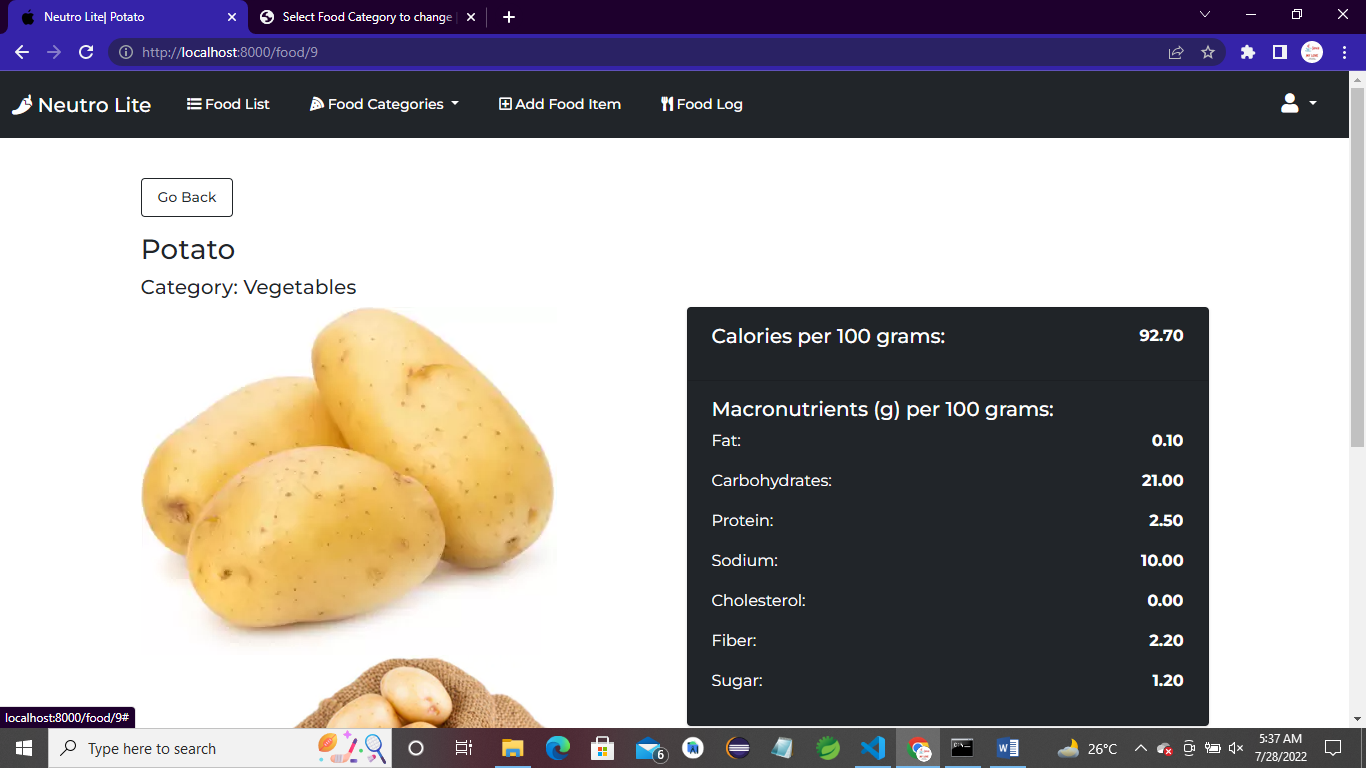 Neutro Lite| Potato
Select Food Category to change
http://localhost:8000/food/9
Neutro Lite
Food List
Food Categories
Add Food Item
Food Log
Go Back
Potato
Category: Vegetables
Calories per 100 grams: 92.70
Macronutrients (g) per 100 grams:
Fat: 0.10
Carbohydrates: 21.00
Protein: 2.50
Sodium: 10.00
Cholesterol: 0.00
Fiber: 2.20
Sugar: 1.20
localhost:8000/food/9#
Type here to search
6
26°C
5:37 AM
7/28/2022